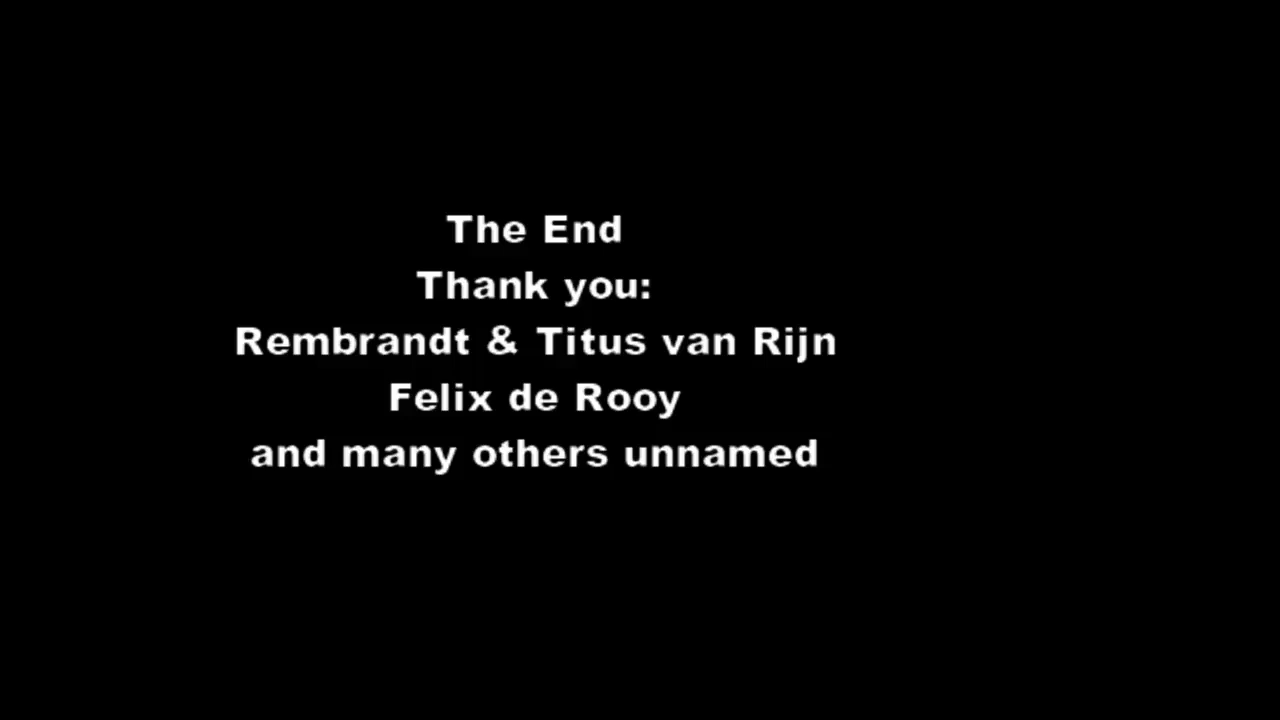 The End
Thank you:
Rembrandt & Titus van Rijn
Felix de Rooy
and many others unnamed